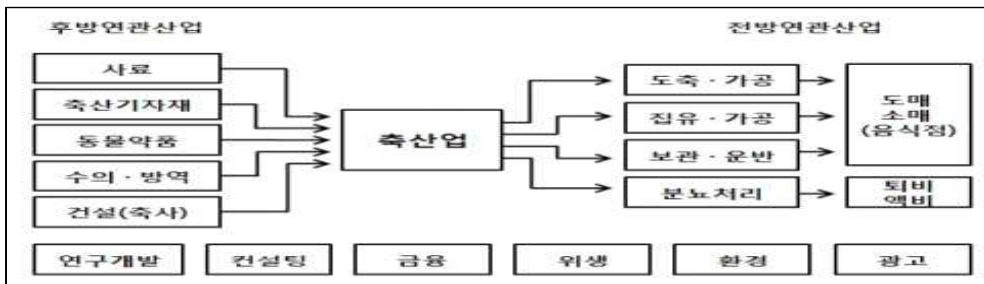 후방연관산업
전방연관산업
사료
축산기자재
동물약품
수의·방역
건설(축사)
축산업
도축·가공
집유·가공
보관·운반
분뇨처리
도매
소매
(음식점)
퇴비
액비
연구개발
컨설팅
금융
위생
환경
광고